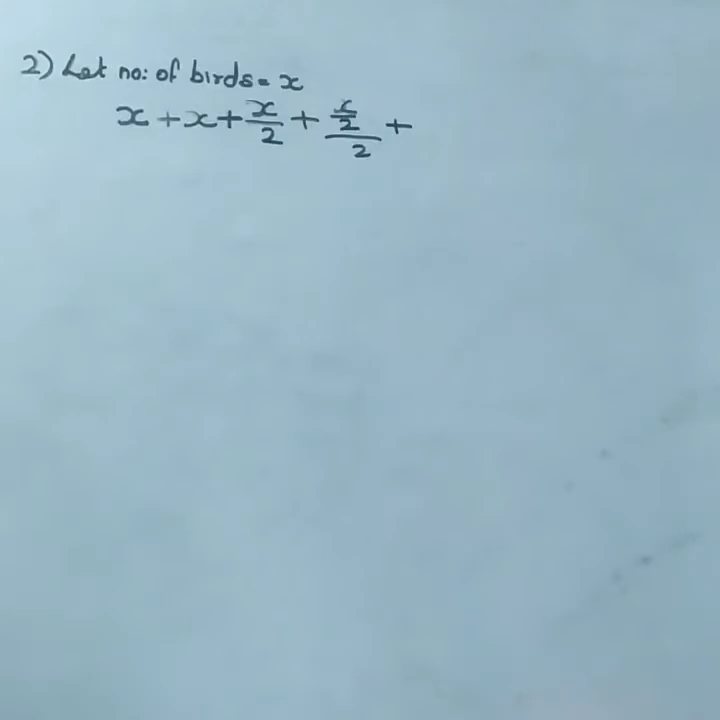 2) Let no: of birds = x
x + x + x/2 + x/2/2 +